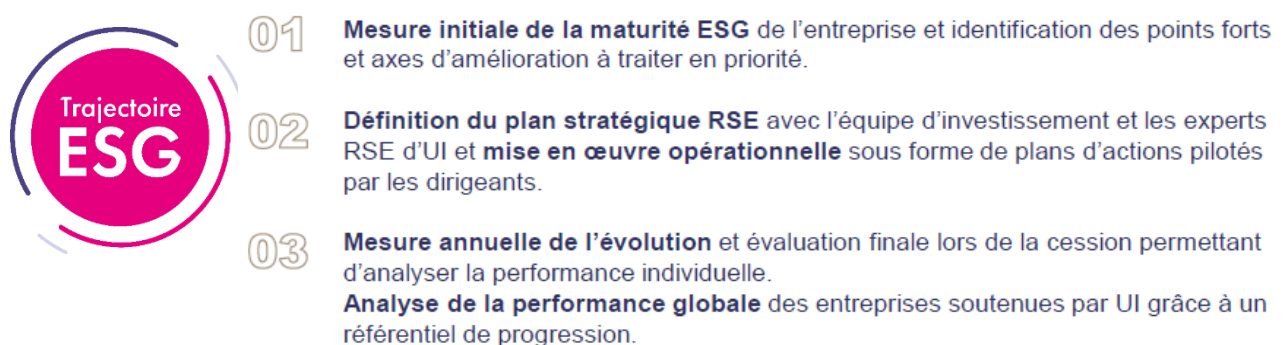 Trajectoire
ESG
01
Mesure initiale de la maturité ESG de l'entreprise et identification des points forts
et axes d'amélioration à traiter en priorité.
02
Définition du plan stratégique RSE avec l'équipe d'investissement et les experts
RSE d'UI et mise en œuvre opérationnelle sous forme de plans d'actions pilotés
par les dirigeants.
03
Mesure annuelle de l'évolution et évaluation finale lors de la cession permettant
d'analyser la performance individuelle.
Analyse de la performance globale des entreprises soutenues par UI grâce à un
référentiel de progression.